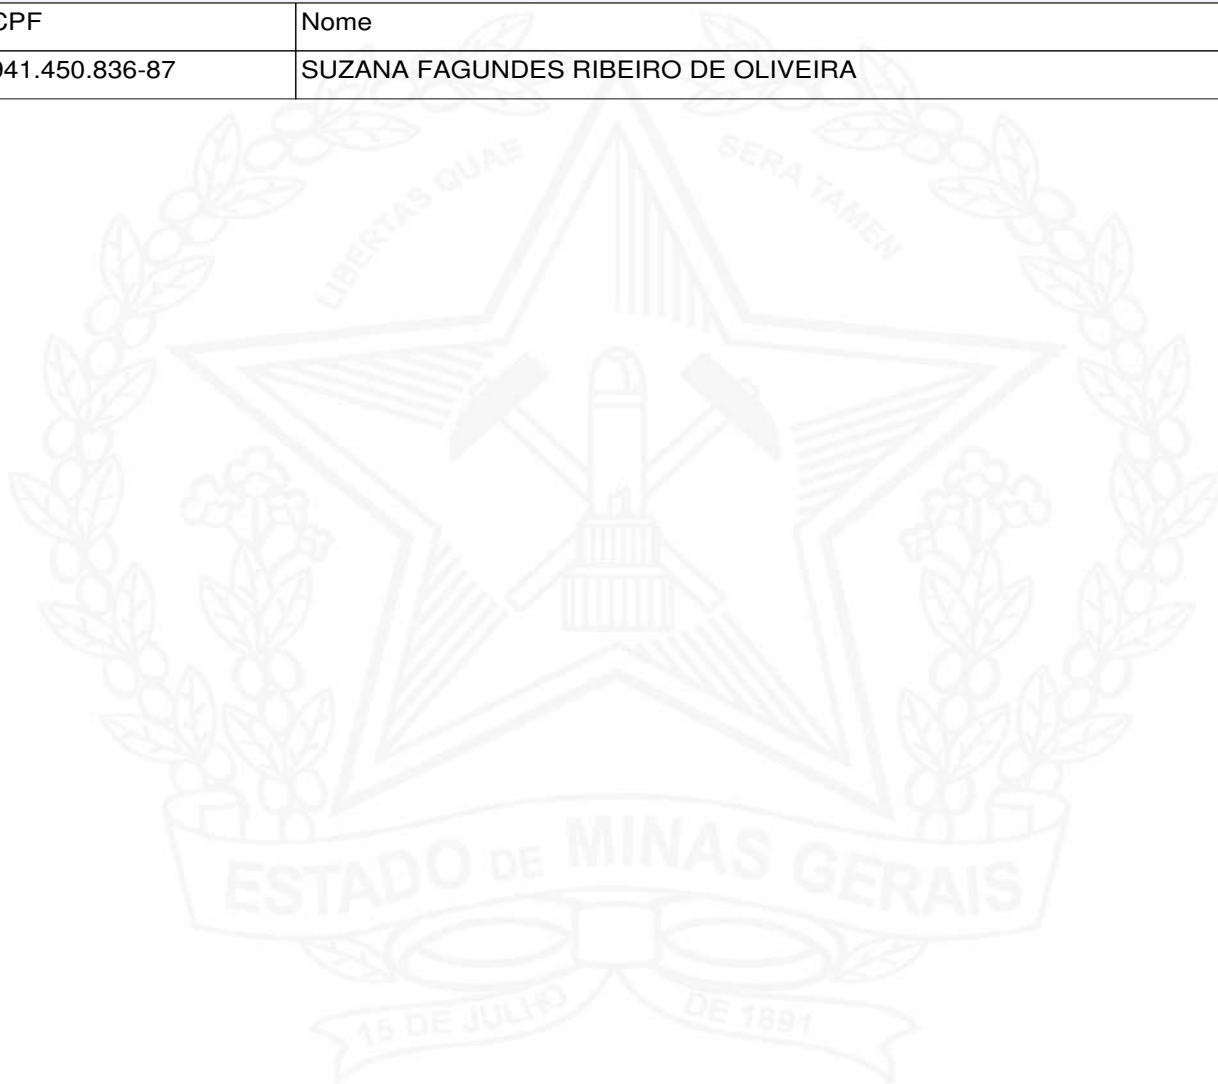 CPF Nome
941.450.836-87 SUZANA FAGUNDES RIBEIRO DE OLIVEIRA
LIBERTAS QUAE SERA TAMEN
ESTADO DE MINAS GERAIS
15 DE JULHO DE 1891